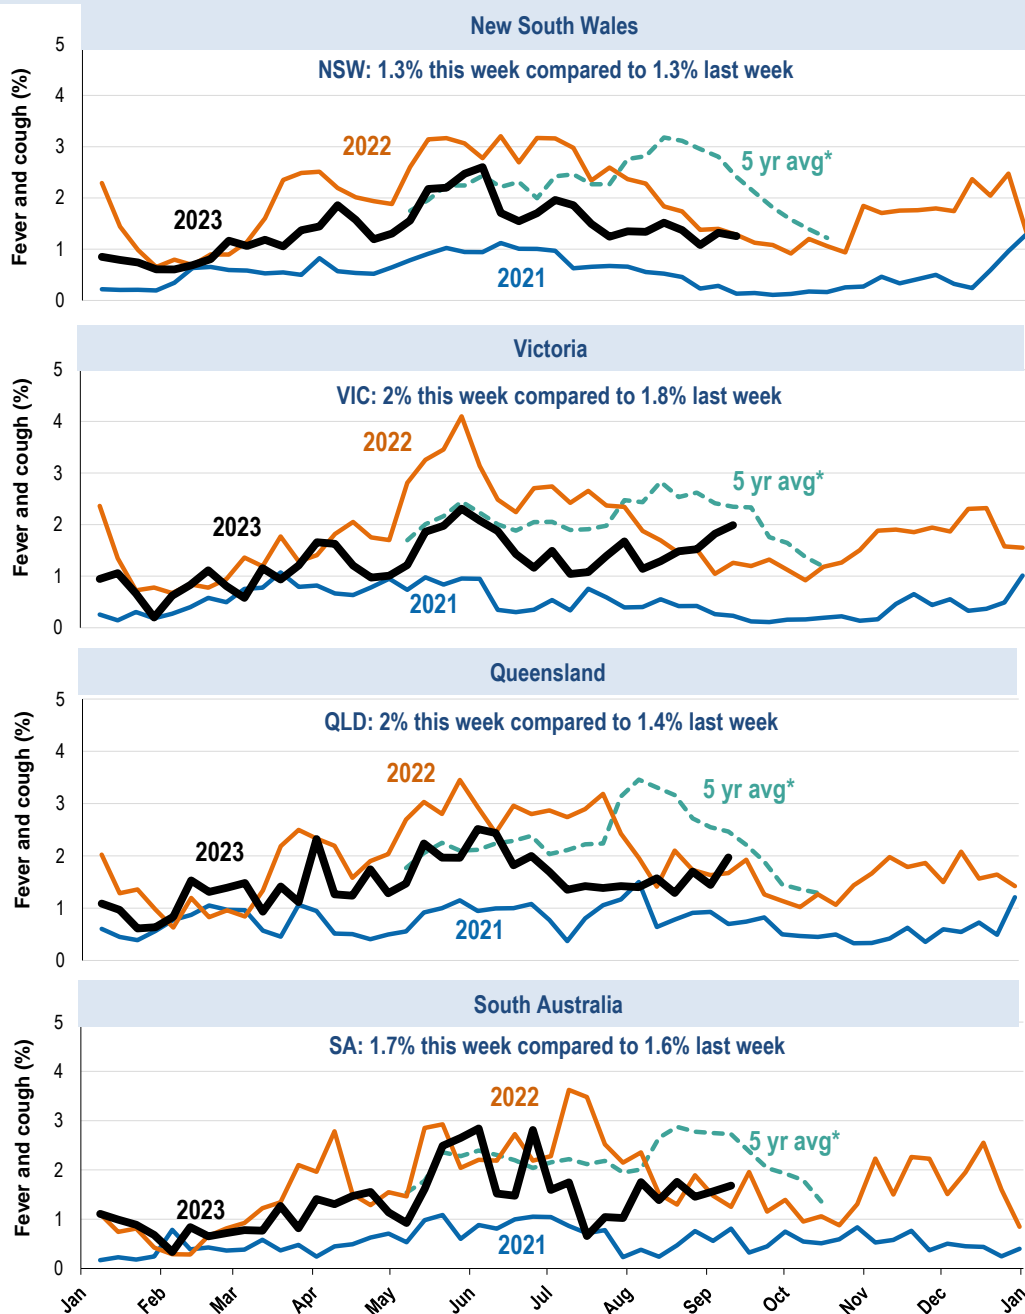 New South Wales
NSW: 1.3% this week compared to 1.3% last week
Fever and cough (%)
5
4
3
2
1
0
2022
5 yr avg*
2023
2021
Victoria
VIC: 2% this week compared to 1.8% last week
Fever and cough (%)
5
4
3
2
1
0
2022
5 yr avg*
2023
2021
Queensland
QLD: 2% this week compared to 1.4% last week
Fever and cough (%)
5
4
3
2
1
0
2022
5 yr avg*
2023
2021
South Australia
SA: 1.7% this week compared to 1.6% last week
Fever and cough (%)
5
4
3
2
1
0
2022
5 yr avg*
2023
2021
Jan Feb Mar Apr May Jun Jul Aug Sep Oct Nov Dec Jan